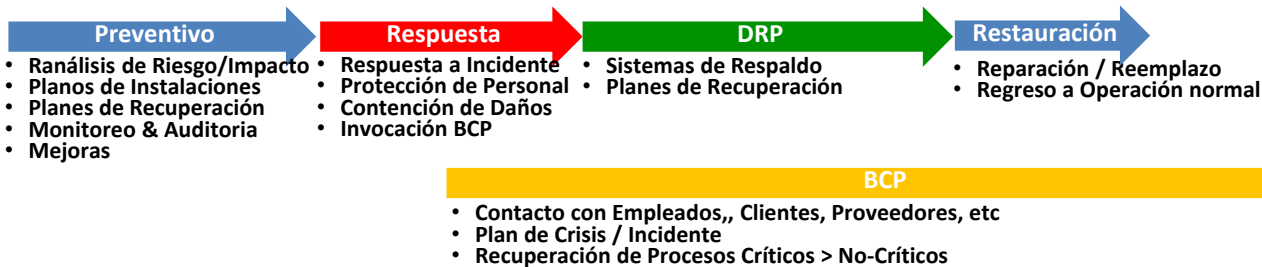 Preventivo
• Ranálisis de Riesgo/Impacto
• Planos de Instalaciones
• Planes de Recuperación
• Monitoreo & Auditoria
• Mejoras
Respuesta
• Respuesta a Incidente
• Protección de Personal
• Contención de Daños
• Invocación BCP
DRP
• Sistemas de Respaldo
• Planes de Recuperación
Restauración
• Reparación / Reemplazo
• Regreso a Operación normal
BCP
• Contacto con Empleados,, Clientes, Proveedores, etc
• Plan de Crisis / Incidente
• Recuperación de Procesos Críticos > No-Críticos